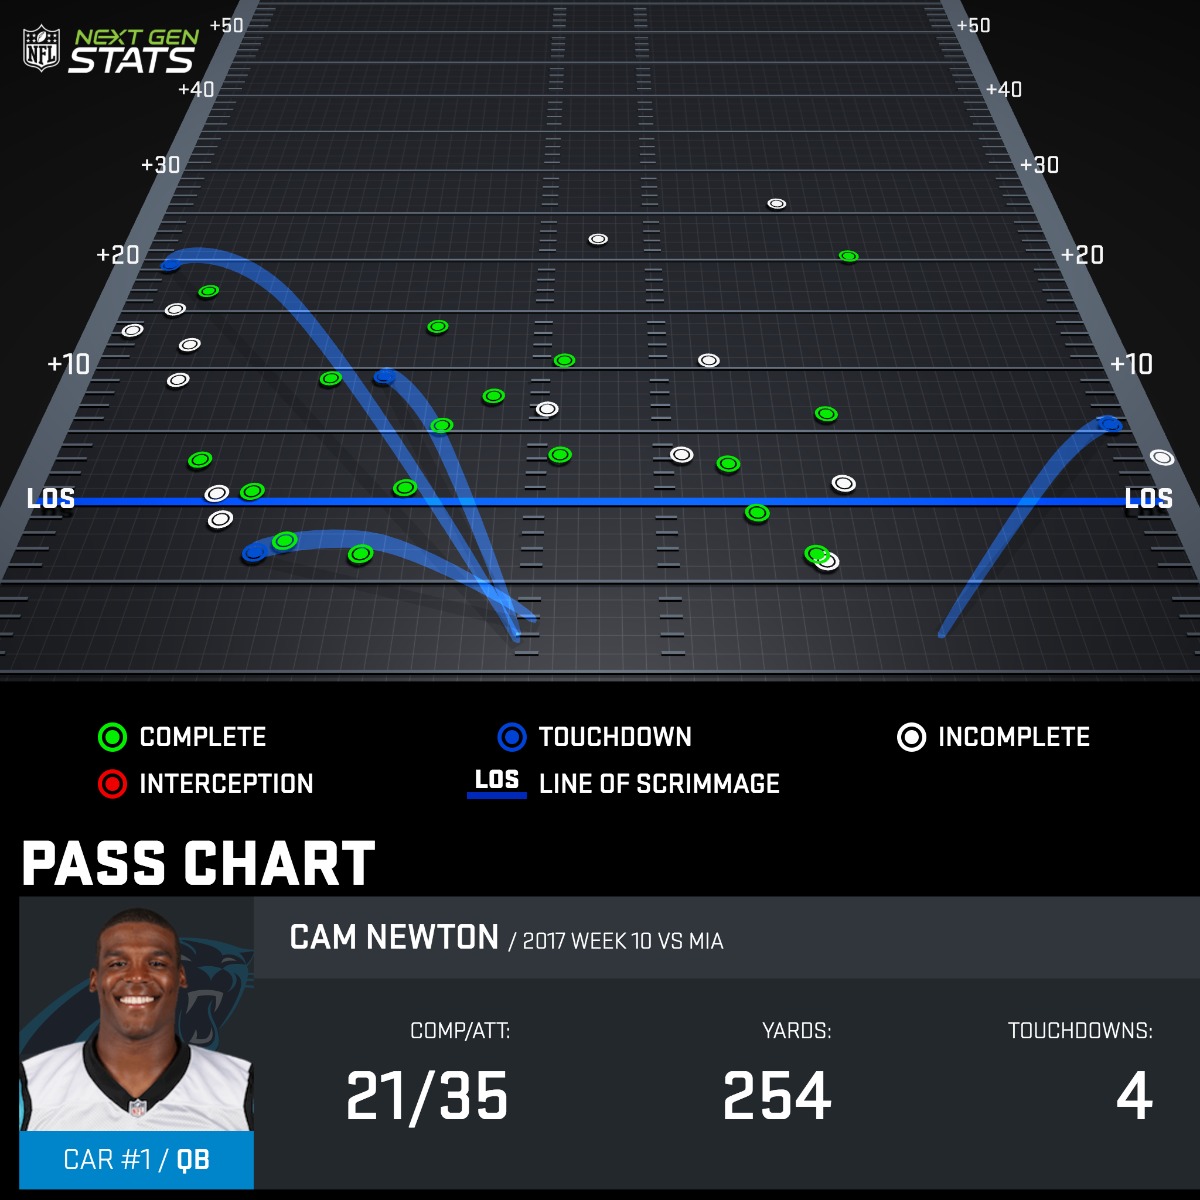 NFL NEXT GEN
STATS
+50 +50
+40 +40
+30 +30
+20 +20
+10 +10
LOS LOS
COMPLETE TOUCHDOWN INCOMPLETE
INTERCEPTION LOS LINE OF SCRIMMAGE
PASS CHART
CAM NEWTON / 2017 WEEK 10 VS MIA
COMP/ATT: YARDS: TOUCHDOWNS:
21/35 254 4
CAR #1 / QB